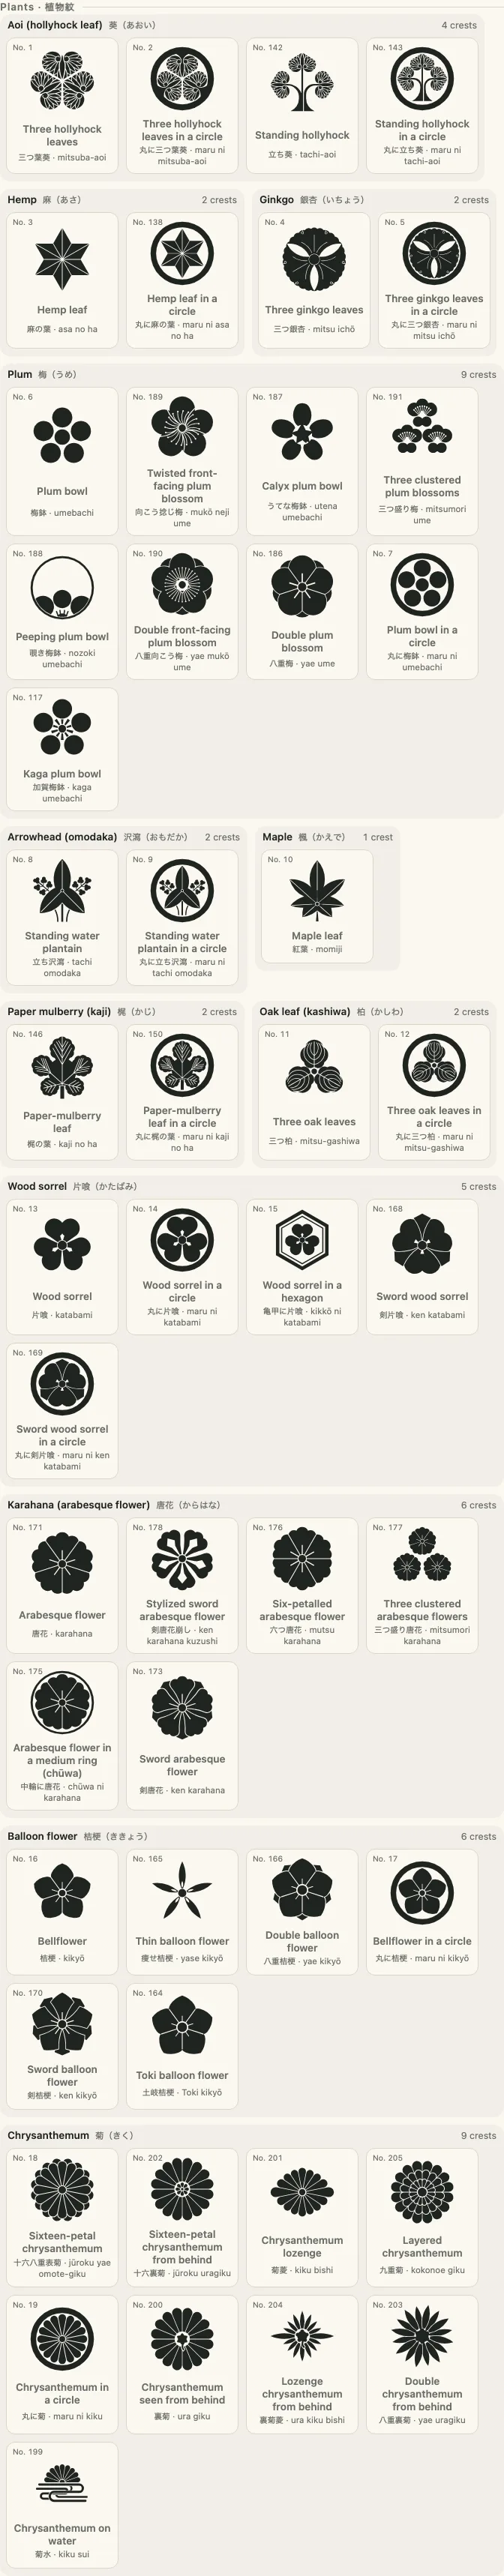 Plants · 植物紋
Aoi (hollyhock leaf) 葵（あおい） 4 crests
No. 1
Three hollyhock
leaves
三つ葉葵 · mitsuba-aoi
No. 2
Three hollyhock
leaves in a circle
丸に三つ葉葵 · maru ni
mitsuba-aoi
No. 142
Standing hollyhock
立ち葵 · tachi-aoi
No. 143
Standing hollyhock
in a circle
丸に立ち葵 · maru ni
tachi-aoi
Hemp 麻（あさ） 2 crests
No. 3
Hemp leaf
麻の葉 · asa no ha
No. 138
Hemp leaf in a
circle
丸に麻の葉 · maru ni asa
no ha
Ginkgo 銀杏（いちょう） 2 crests
No. 4
Three ginkgo leaves
三つ銀杏 · mitsu ichō
No. 5
Three ginkgo leaves
in a circle
丸に三つ銀杏 · maru ni
mitsu ichō
Plum 梅（うめ） 9 crests
No. 6
Plum bowl
梅鉢 · umebachi
No. 189
Twisted front-
facing plum
blossom
向こう捻じ梅 · mukō neji
ume
No. 187
Calyx plum bowl
うてな梅鉢 · utena
umebachi
No. 191
Three clustered
plum blossoms
三つ盛り梅 · mitsumori
ume
No. 188
Peeping plum bowl
覗き梅鉢 · nozoki
umebachi
No. 190
Double front-facing
plum blossom
八重向こう梅 · yae mukō
ume
No. 186
Double plum
blossom
八重梅 · yae ume
No. 7
Plum bowl in a
circle
丸に梅鉢 · maru ni
umebachi
No. 117
Kaga plum bowl
加賀梅鉢 · kaga
umebachi
Arrowhead (omodaka) 沢瀉（おもだか） 2 crests
No. 8
Standing water
plantain
立ち沢瀉 · tachi
omodaka
No. 9
Standing water
plantain in a circle
丸に立ち沢瀉 · maru ni
tachi omodaka
Maple 楓（かえで） 1 crest
No. 10
Maple leaf
紅葉 · momiji
Paper mulberry (kaji) 梶（かじ） 2 crests
No. 146
Paper-mulberry
leaf
梶の葉 · kaji no ha
No. 150
Paper-mulberry
leaf in a circle
丸に梶の葉 · maru ni kaji
no ha
Oak leaf (kashiwa) 柏（かしわ） 2 crests
No. 11
Three oak leaves
三つ柏 · mitsu-gashiwa
No. 12
Three oak leaves in
a circle
丸に三つ柏 · maru ni
mitsu-gashiwa
Wood sorrel 片喰（かたばみ） 5 crests
No. 13
Wood sorrel
片喰 · katabami
No. 14
Wood sorrel in a
circle
丸に片喰 · maru ni
katabami
No. 15
Wood sorrel in a
hexagon
亀甲に片喰 · kikkō ni
katabami
No. 168
Sword wood sorrel
剣片喰 · ken katabami
No. 169
Sword wood sorrel
in a circle
丸に剣片喰 · maru ni ken
katabami
Karahana (arabesque flower) 唐花（からはな） 6 crests
No. 171
Arabesque flower
唐花 · karahana
No. 178
Stylized sword
arabesque flower
剣唐花崩し · ken
karahana kuzushi
No. 176
Six-petalled
arabesque flower
六つ唐花 · mutsu
karahana
No. 177
Three clustered
arabesque flowers
三つ盛り唐花 · mitsumori
karahana
No. 175
Arabesque flower in
a medium ring
(chūwa)
中輪に唐花 · chūwa ni
karahana
No. 173
Sword arabesque
flower
剣唐花 · ken karahana
Balloon flower 桔梗（ききょう） 6 crests
No. 16
Bellflower
桔梗 · kikyō
No. 165
Thin balloon flower
痩せ桔梗 · yase kikyō
No. 166
Double balloon
flower
八重桔梗 · yae kikyō
No. 17
Bellflower in a circle
丸に桔梗 · maru ni kikyō
No. 170
Sword balloon
flower
剣桔梗 · ken kikyō
No. 164
Toki balloon flower
土岐桔梗 · Toki kikyō
Chrysanthemum 菊（きく） 9 crests
No. 18
Sixteen-petal
chrysanthemum
十六八重表菊 · jūroku yae
omote-giku
No. 202
Sixteen-petal
chrysanthemum
from behind
十六裏菊 · jūroku uragiku
No. 201
Chrysanthemum
lozenge
菊菱 · kiku bishi
No. 205
Layered
chrysanthemum
九重菊 · kokonoe giku
No. 19
Chrysanthemum in
a circle
丸に菊 · maru ni kiku
No. 200
Chrysanthemum
seen from behind
裏菊 · ura giku
No. 204
Lozenge
chrysanthemum
from behind
裏菊菱 · ura kiku bishi
No. 203
Double
chrysanthemum
from behind
八重裏菊 · yae uragiku
No. 199
Chrysanthemum on
water
菊水 · kiku sui